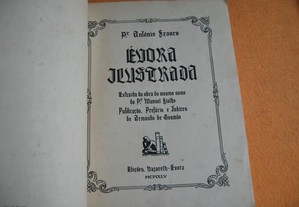 Pᵉ António Franco
ÉVORA
ILUSTRADA
Extraída da obra do mesmo nome
do Pᵉ Manuel Fialho
Publicação, Prefácio e Índices
de Armando de Gusmão
Edições Nazareth-Évora
MCMXLV